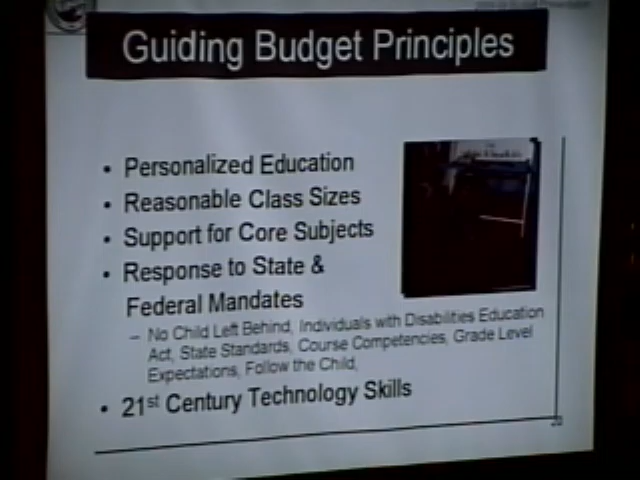 Guiding Budget Principles
• Personalized Education
• Reasonable Class Sizes
• Support for Core Subjects
• Response to State &
Federal Mandates
– No Child Left Behind, Individuals with Disabilities Education
Act, State Standards, Course Competencies, Grade Level
Expectations, Follow the Child,
• 21st Century Technology Skills